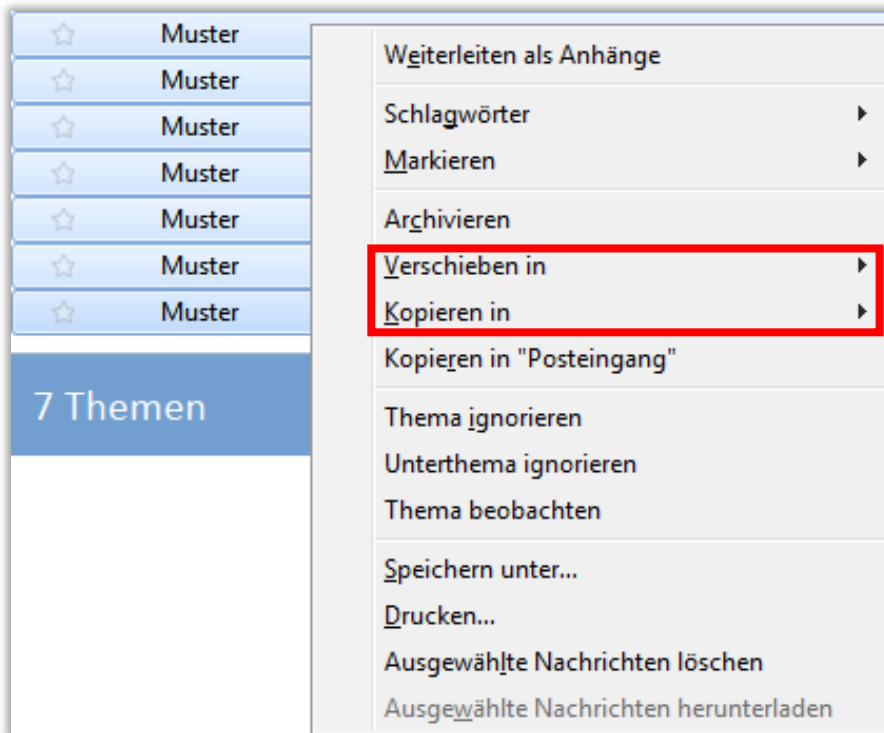 Muster
Muster
Muster
Muster
Muster
Muster
Muster
7 Themen
Weiterleiten als Anhänge
Schlagwörter
Markieren
Archivieren
Verschieben in
Kopieren in
Kopieren in "Posteingang"
Thema ignorieren
Unterthema ignorieren
Thema beobachten
Speichern unter...
Drucken...
Ausgewählte Nachrichten löschen
Ausgewählte Nachrichten herunterladen